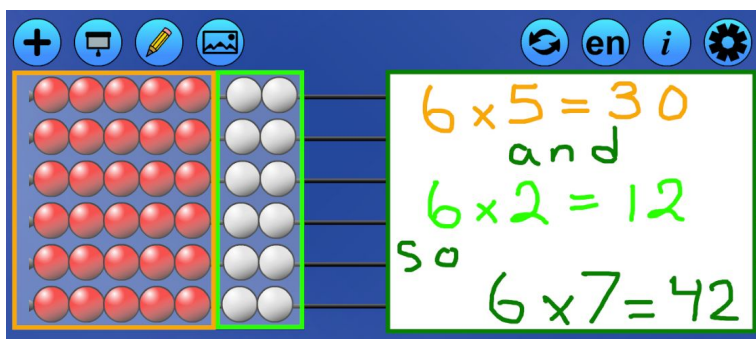 en i
6 x 5 = 30
and
6 x 2 = 12
so
6 x 7 = 42